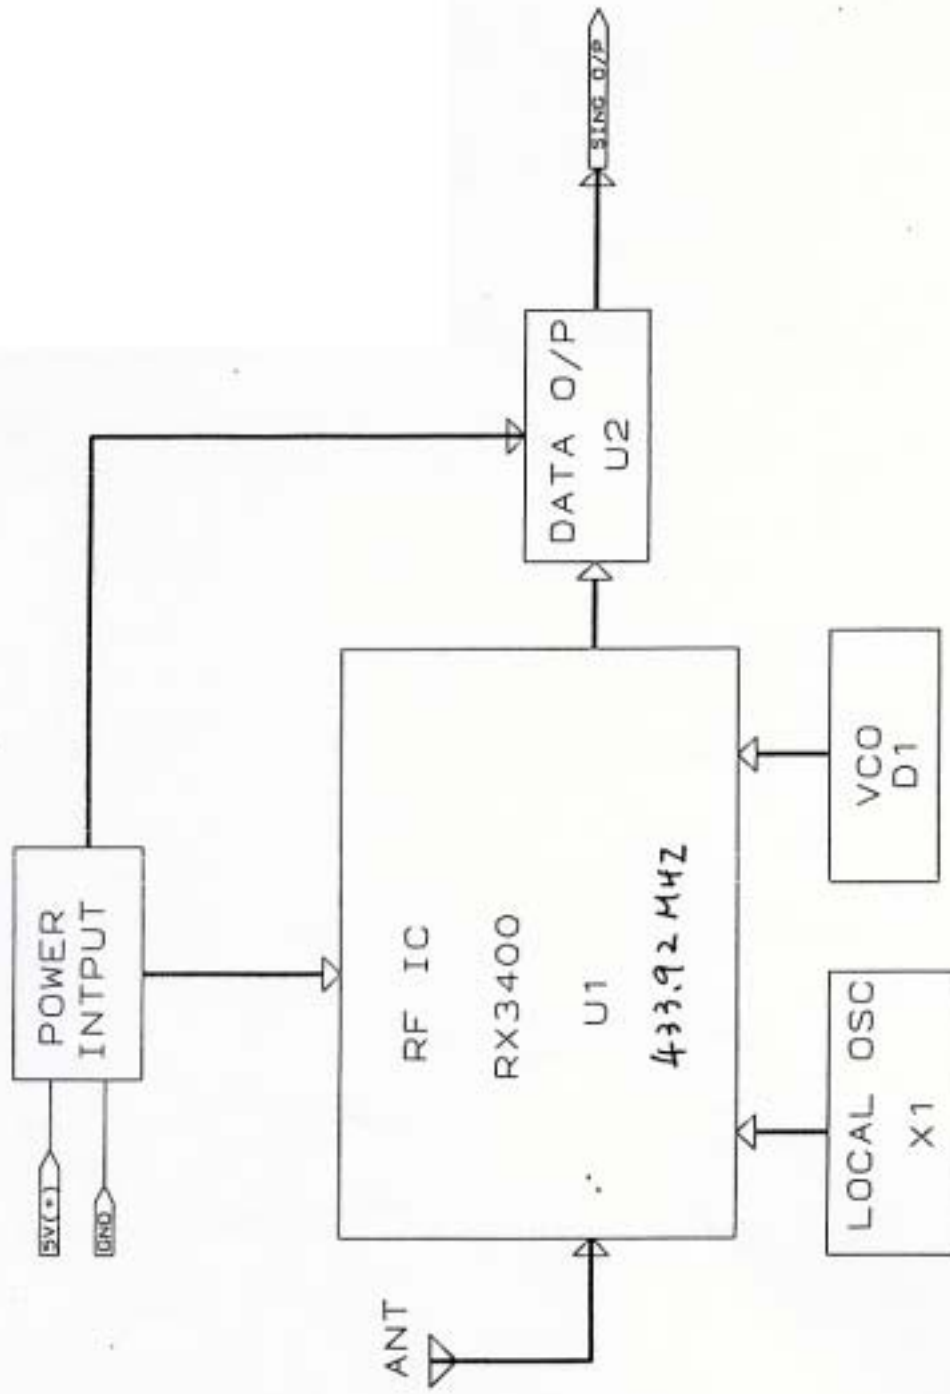 5V(+)
GND
POWER
INTPUT
ANT
RF IC
RX3400
U1
433.92 MHZ
DATA O/P
U2
SING O/P
LOCAL OSC
X1
VCO
D1